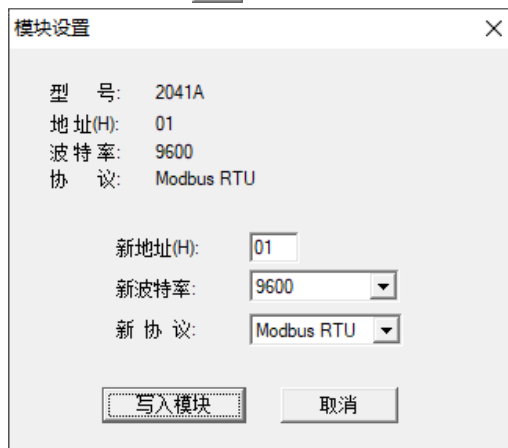 模块设置
型 号: 2041A
地 址(H): 01
波 特 率: 9600
协 议: Modbus RTU
新地址(H): 01
新波特率: 9600
新 协 议: Modbus RTU
写入模块 取消